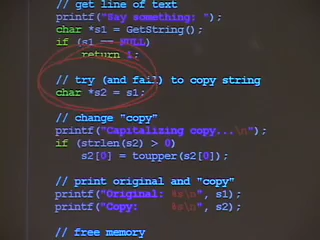 // get line of text
printf("Say something: ");
char *s1 = GetString();
if (s1 == NULL)
return 1;
// try (and fail) to copy string
char *s2 = s1;
// change "copy"
printf("Capitalizing copy...\n");
if (strlen(s2) > 0)
s2[0] = toupper(s2[0]);
// print original and "copy"
printf("Original: %s\n", s1);
printf("Copy: %s\n", s2);
// free memory